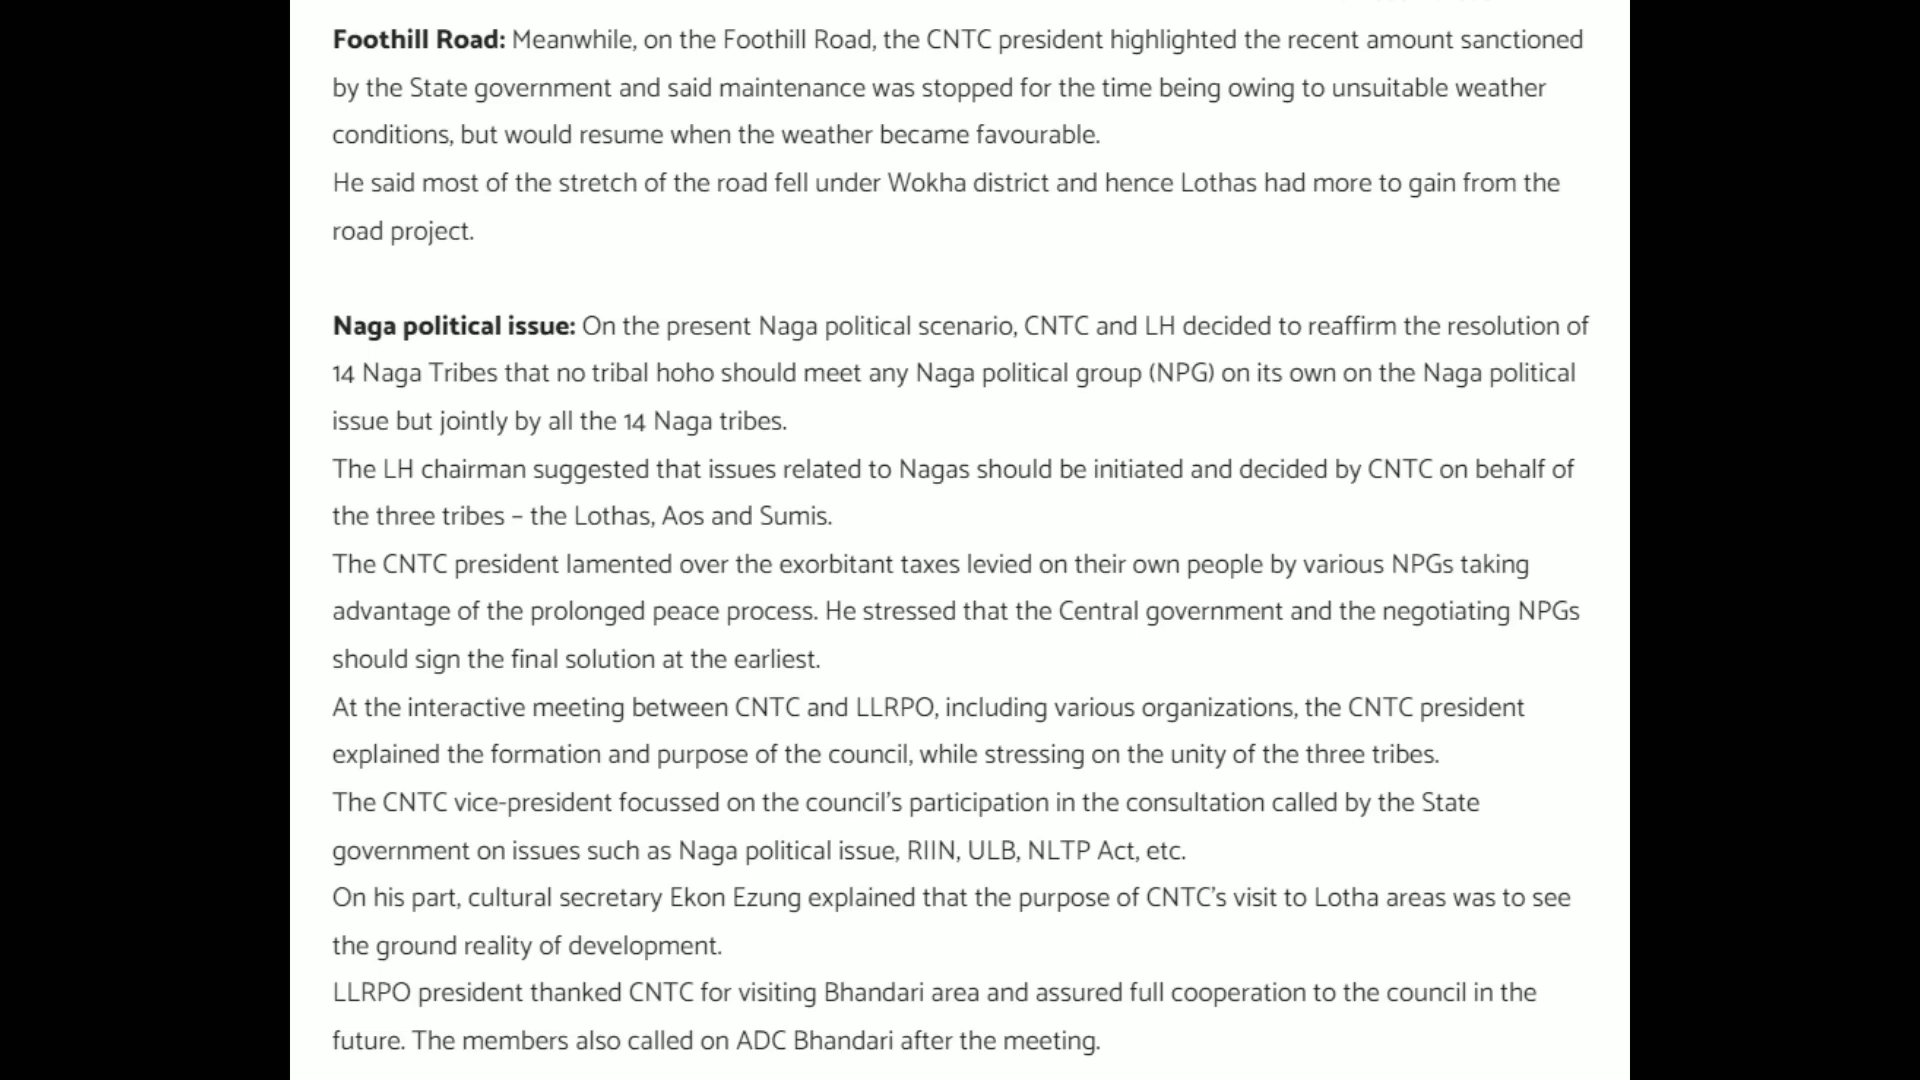 Foothill Road: Meanwhile, on the Foothill Road, the CNTC president highlighted the recent amount sanctioned
by the State government and said maintenance was stopped for the time being owing to unsuitable weather
conditions, but would resume when the weather became favourable.
He said most of the stretch of the road fell under Wokha district and hence Lothas had more to gain from the
road project.
Naga political issue: On the present Naga political scenario, CNTC and LH decided to reaffirm the resolution of
14 Naga Tribes that no tribal hoho should meet any Naga political group (NPG) on its own on the Naga political
issue but jointly by all the 14 Naga tribes.
The LH chairman suggested that issues related to Nagas should be initiated and decided by CNTC on behalf of
the three tribes – the Lothas, Aos and Sumis.
The CNTC president lamented over the exorbitant taxes levied on their own people by various NPGs taking
advantage of the prolonged peace process. He stressed that the Central government and the negotiating NPGs
should sign the final solution at the earliest.
At the interactive meeting between CNTC and LLRPO, including various organizations, the CNTC president
explained the formation and purpose of the council, while stressing on the unity of the three tribes.
The CNTC vice-president focussed on the council's participation in the consultation called by the State
government on issues such as Naga political issue, RIIN, ULB, NLTP Act, etc.
On his part, cultural secretary Ekon Ezung explained that the purpose of CNTC's visit to Lotha areas was to see
the ground reality of development.
LLRPO president thanked CNTC for visiting Bhandari area and assured full cooperation to the council in the
future. The members also called on ADC Bhandari after the meeting.